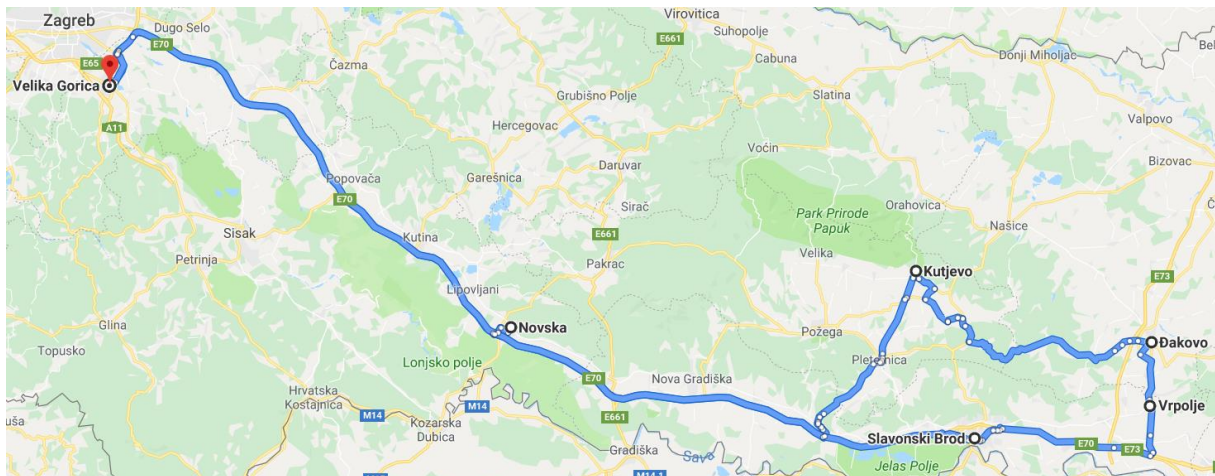 Zagreb
Dugo Selo
E70
E65
Velika Gorica
A11
Čazma
E661
Virovitica
Suhopolje
Cabuna
Donji Miholjac
Valpovo
Bizovac
Grubišno Polje
Slatina
Hercegovac
Daruvar
Voćin
Popovača
Garešnica
E70
Sirač
Park Prirode
Papuk
Orahovica
Našice
Sisak
Kutina
E661
Velika
Petrinja
Pakrac
Kutjevo
E73
Lipovljani
Glina
Novska
Požega
Đakovo
Topusko
Lonjsko polje
Pleternica
Hrvatska
Kostajnica
E70
Nova Gradiška
M14
M14
Kozarska
Dubica
E661
Gradiška
Vrpolje
Slavonski Brod
E70
E73
Sava
Jelas Polje
M14.1